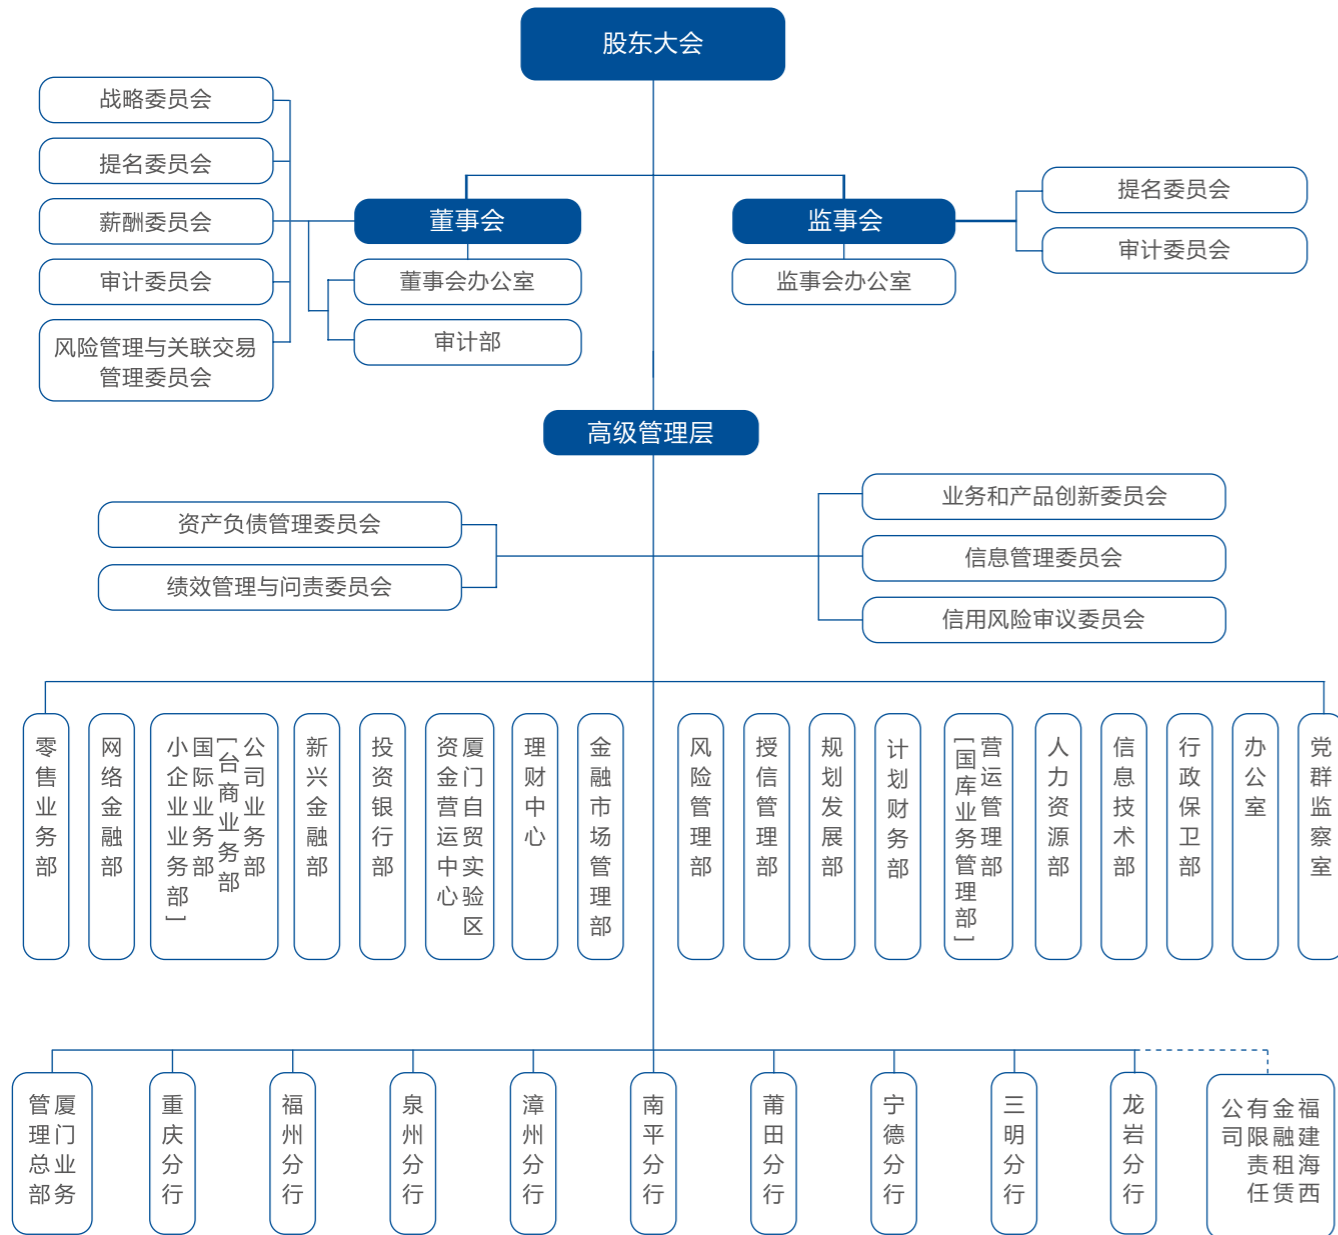 股东大会
战略委员会
提名委员会
薪酬委员会
审计委员会
风险管理与关联交易
管理委员会
董事会
董事会办公室
审计部
监事会
监事会办公室
提名委员会
审计委员会
高级管理层
资产负债管理委员会
绩效管理与问责委员会
业务和产品创新委员会
信息管理委员会
信用风险审议委员会
零售业务部
网络金融部
公司业务部
[台商业务部
国际业务部
小企业业务部]
新兴金融部
投资银行部
厦门自贸实验区
资金营运中心
理财中心
金融市场管理部
风险管理部
授信管理部
规划发展部
计划财务部
营运管理部
[国库业务管理部]
人力资源部
信息技术部
行政保卫部
办公室
党群监察室
厦门业务
管理总部
重庆分行
福州分行
泉州分行
漳州分行
南平分行
莆田分行
宁德分行
三明分行
龙岩分行
福建海西
金融租赁
有限责任
公司